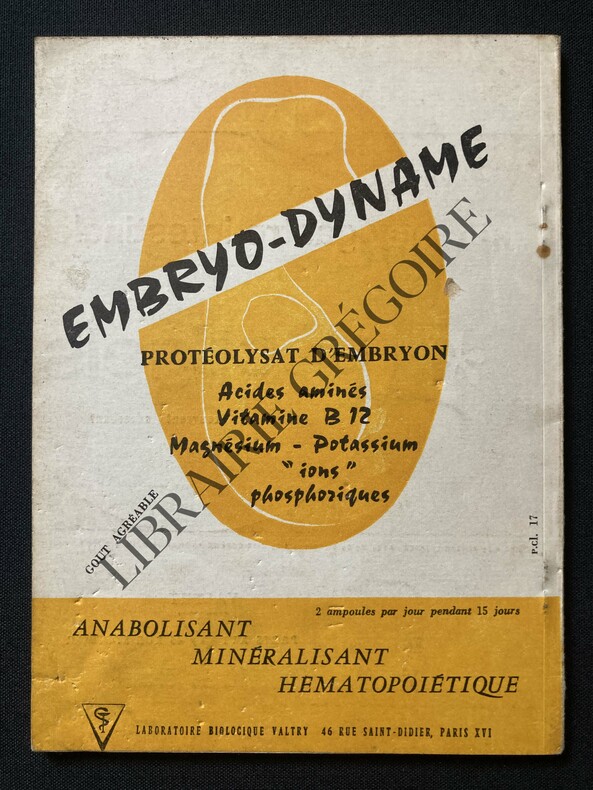 EMBRYO-DYNAME
PROTÉOLYSAT D'EMBRYON
Acides aminés
Vitamine B 12
Magnésium - Potassium
"ions"
phosphoriques
GOUT AGRÉABLE
LIBRAIRIE GRÉGOIRE
P.cl. 17
2 ampoules par jour pendant 15 jours
ANABOLISANT
MINÉRALISANT
HEMATOPOIÉTIQUE
LABORATOIRE BIOLOGIQUE VALTRY 46 RUE SAINT-DIDIER, PARIS XVI